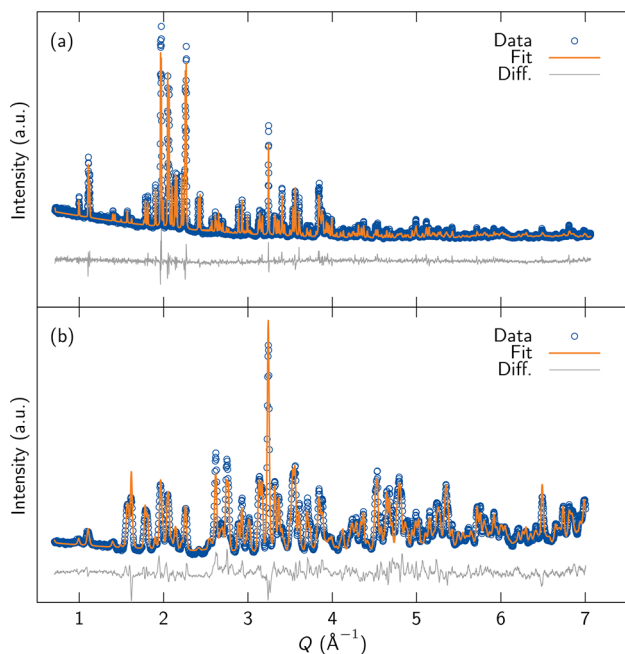 (a)
Data
Fit
Diff.
Intensity (a.u.)
(b)
Data
Fit
Diff.
Intensity (a.u.)
1 2 3 4 5 6 7
Q (Å⁻¹)